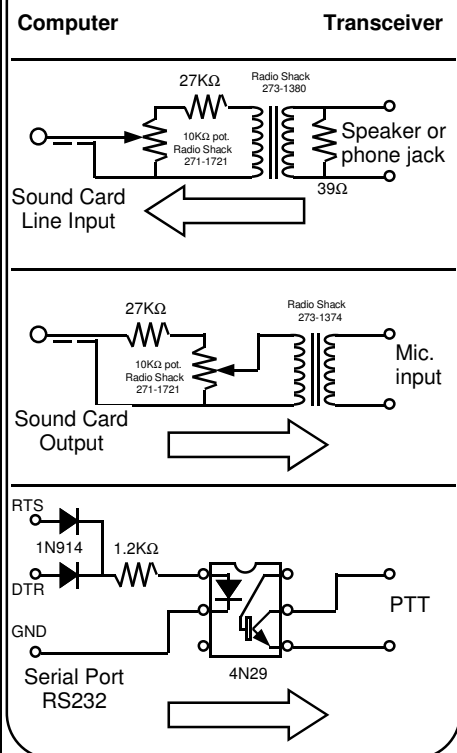 Computer Transceiver
27KΩ
Radio Shack
273-1380
10KΩ pot.
Radio Shack
271-1721
Speaker or
phone jack
39Ω
Sound Card
Line Input
27KΩ
Radio Shack
273-1374
10KΩ pot.
Radio Shack
271-1721
Mic.
input
Sound Card
Output
RTS
1N914
1.2KΩ
DTR
GND
PTT
4N29
Serial Port
RS232